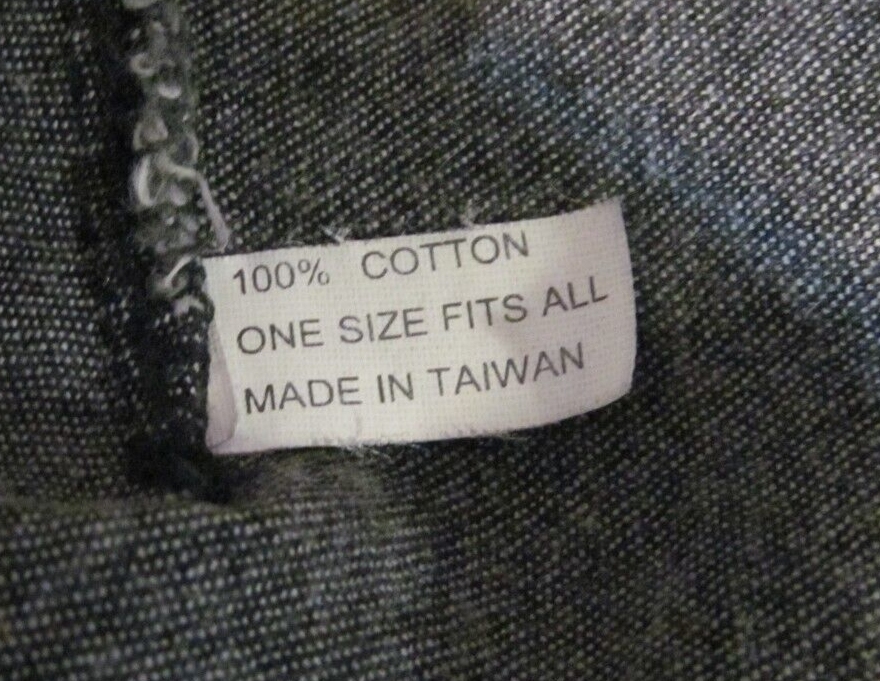 100% COTTON
ONE SIZE FITS ALL
MADE IN TAIWAN